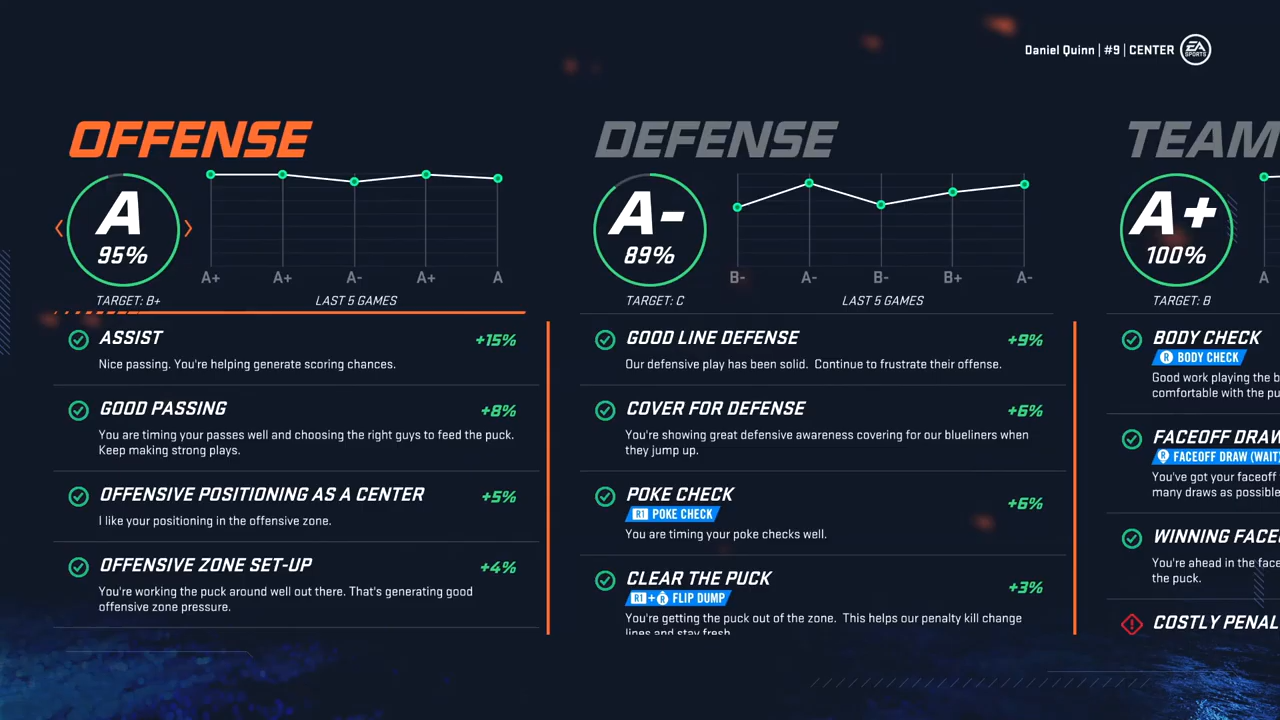 Daniel Quinn | #9 | CENTER
EA
SPORTS
OFFENSE
A
95%
TARGET: B+
A+ A+ A- A+ A
LAST 5 GAMES
ASSIST +15%
Nice passing. You're helping generate scoring chances.
GOOD PASSING +8%
You are timing your passes well and choosing the right guys to feed the puck.
Keep making strong plays.
OFFENSIVE POSITIONING AS A CENTER +5%
I like your positioning in the offensive zone.
OFFENSIVE ZONE SET-UP +4%
You're working the puck around well out there. That's generating good
offensive zone pressure.
DEFENSE
A-
89%
TARGET: C
B- A- B- B+ A-
LAST 5 GAMES
GOOD LINE DEFENSE +9%
Our defensive play has been solid. Continue to frustrate their offense.
COVER FOR DEFENSE +6%
You're showing great defensive awareness covering for our blueliners when
they jump up.
POKE CHECK +6%
R1 POKE CHECK
You are timing your poke checks well.
CLEAR THE PUCK +3%
R1 + R FLIP DUMP
You're getting the puck out of the zone. This helps our penalty kill change
lines and stay fresh.
TEAM
A+
100%
TARGET: B
A
BODY CHECK
R BODY CHECK
Good work playing the b
comfortable with the pu
FACEOFF DRAW
R FACEOFF DRAW (WAIT)
You've got your faceoff
many draws as possible
WINNING FACE
You're ahead in the face
the puck.
COSTLY PENAL